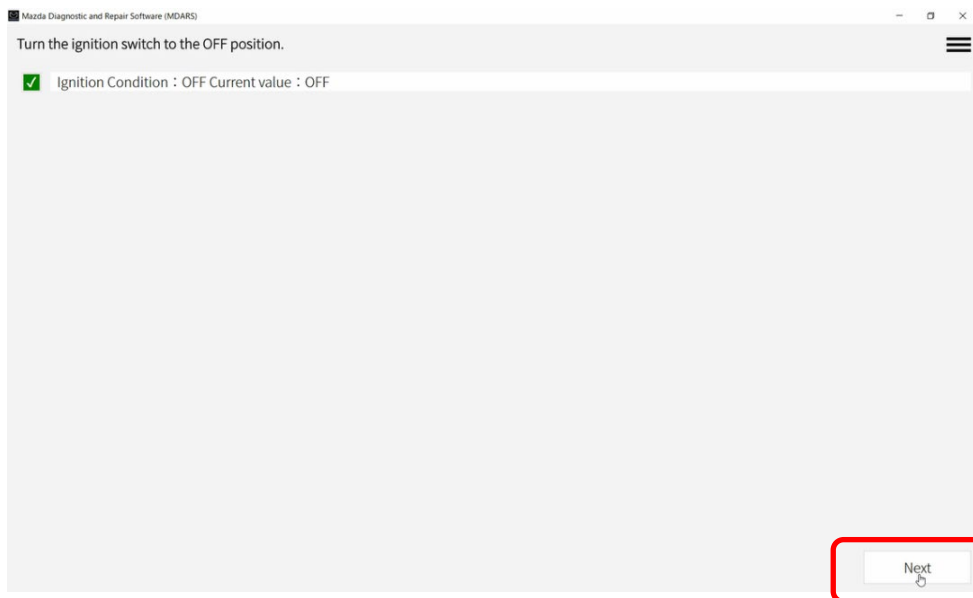 Mazda Diagnostic and Repair Software (MDARS)
Turn the ignition switch to the OFF position.
Ignition Condition：OFF Current value：OFF
Next